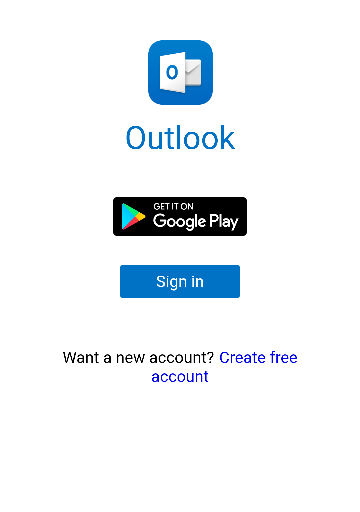 O
Outlook
GET IT ON
Google Play
Sign in
Want a new account? Create free
account